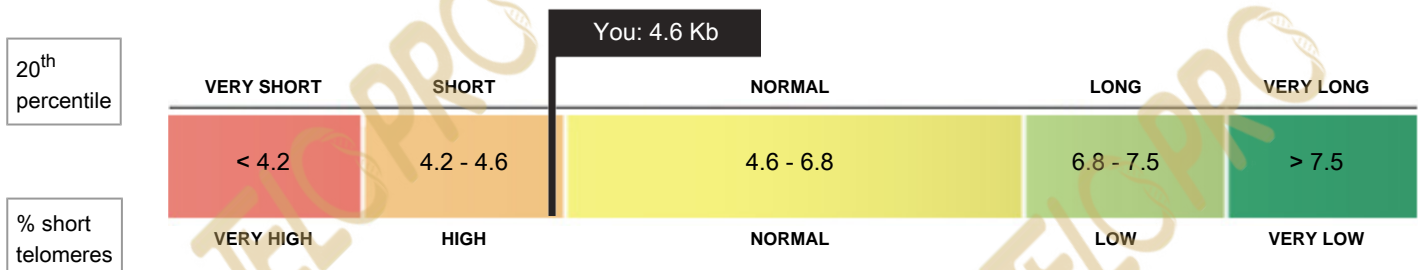 You: 4.6 Kb
20th
percentile
VERY SHORT SHORT NORMAL LONG VERY LONG
< 4.2 4.2 - 4.6 4.6 - 6.8 6.8 - 7.5 > 7.5
% short
telomeres
VERY HIGH HIGH NORMAL LOW VERY LOW
TELOPRO
TELOPRO